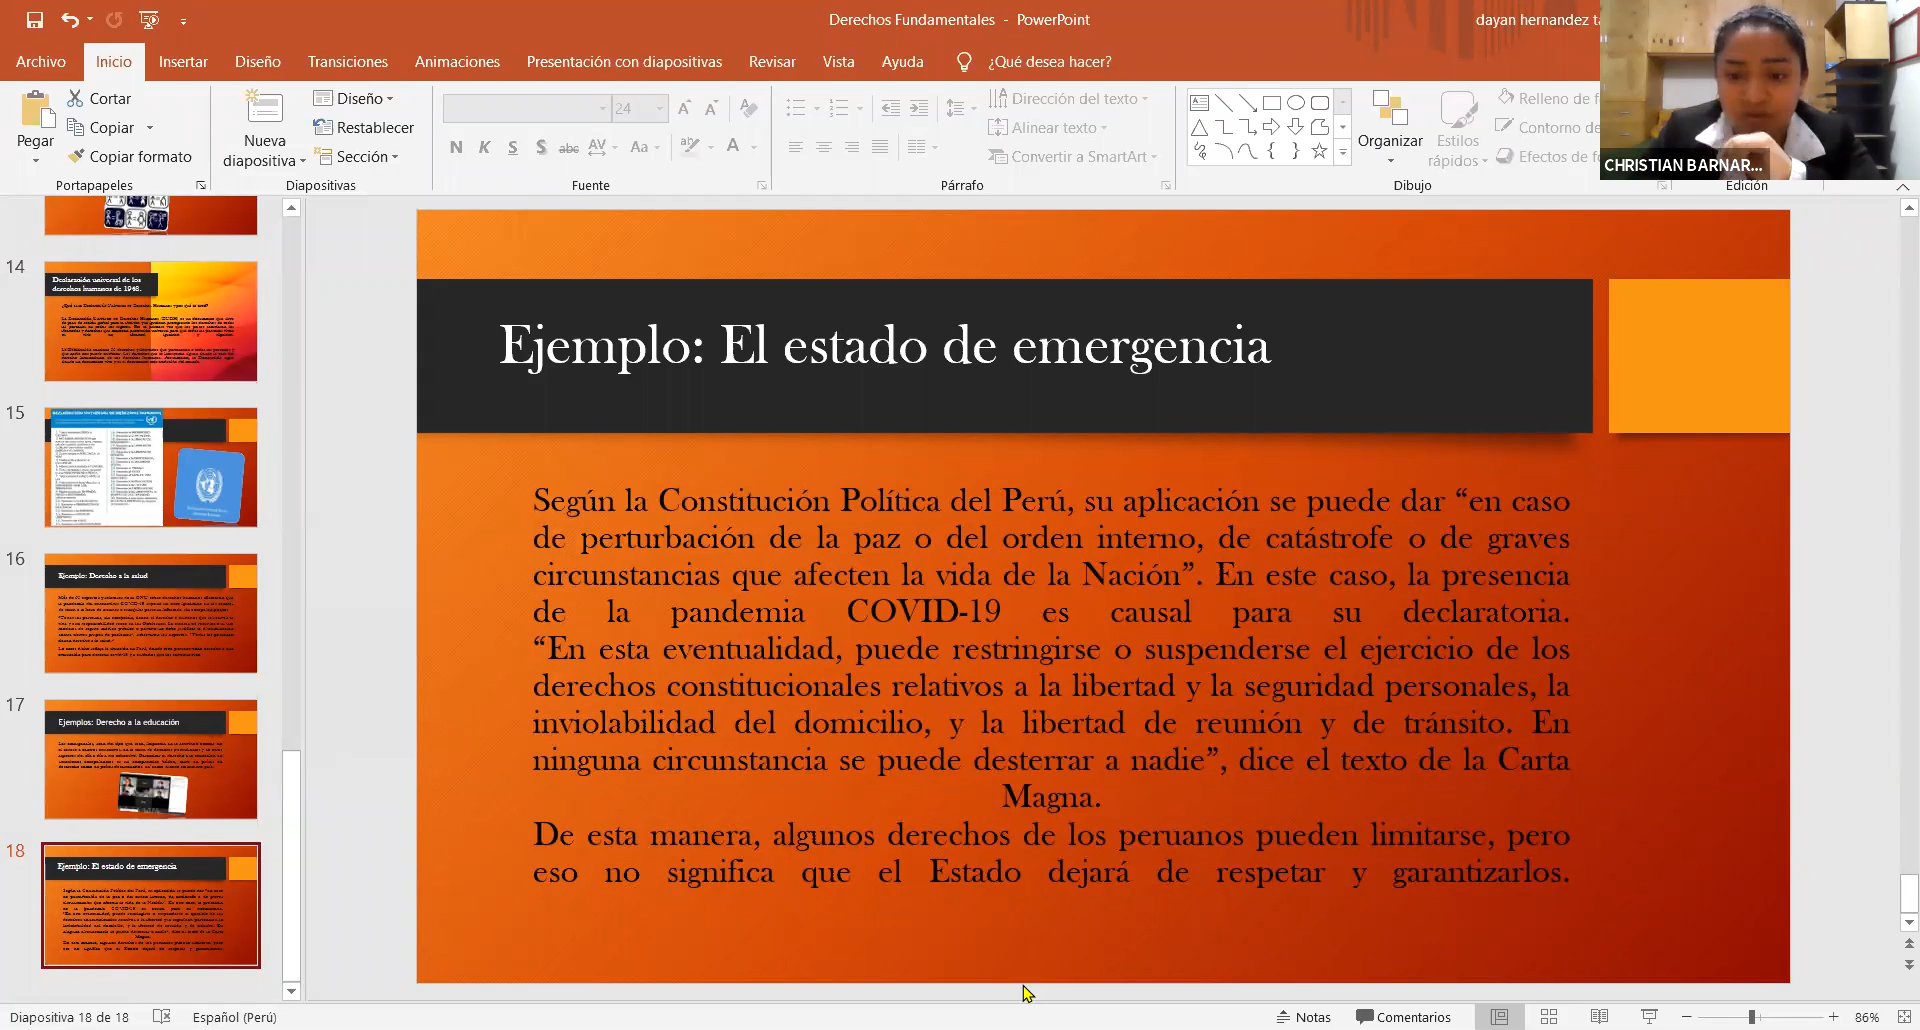 Derechos Fundamentales - PowerPoint
dayan hernandez ta
Archivo
Inicio
Insertar
Diseño
Transiciones
Animaciones
Presentación con diapositivas
Revisar
Vista
Ayuda
¿Qué desea hacer?
Pegar
Cortar
Copiar
Copiar formato
Portapapeles
Nueva
diapositiva
Diseño
Restablecer
Sección
Diapositivas
24
N K S S abc AV Aa A
Fuente
Dirección del texto
Alinear texto
Convertir a SmartArt
Párrafo
Organizar
Estilos
rápidos
Relleno de f
Contorno de
Efectos de f
Dibujo
Edición
CHRISTIAN BARNAR...
14
Declaración universal de los
derechos humanos de 1948.
15
16
Ejemplo: Derecho a la salud
17
Ejemplos: Derecho a la educación
18
Ejemplo: El estado de emergencia
Ejemplo: El estado de emergencia
Según la Constitución Política del Perú, su aplicación se puede dar “en caso
de perturbación de la paz o del orden interno, de catástrofe o de graves
circunstancias que afecten la vida de la Nación”. En este caso, la presencia
de la pandemia COVID-19 es causal para su declaratoria.
“En esta eventualidad, puede restringirse o suspenderse el ejercicio de los
derechos constitucionales relativos a la libertad y la seguridad personales, la
inviolabilidad del domicilio, y la libertad de reunión y de tránsito. En
ninguna circunstancia se puede desterrar a nadie”, dice el texto de la Carta
Magna.
De esta manera, algunos derechos de los peruanos pueden limitarse, pero
eso no significa que el Estado dejará de respetar y garantizarlos.
Diapositiva 18 de 18
Español (Perú)
Notas
Comentarios
86%